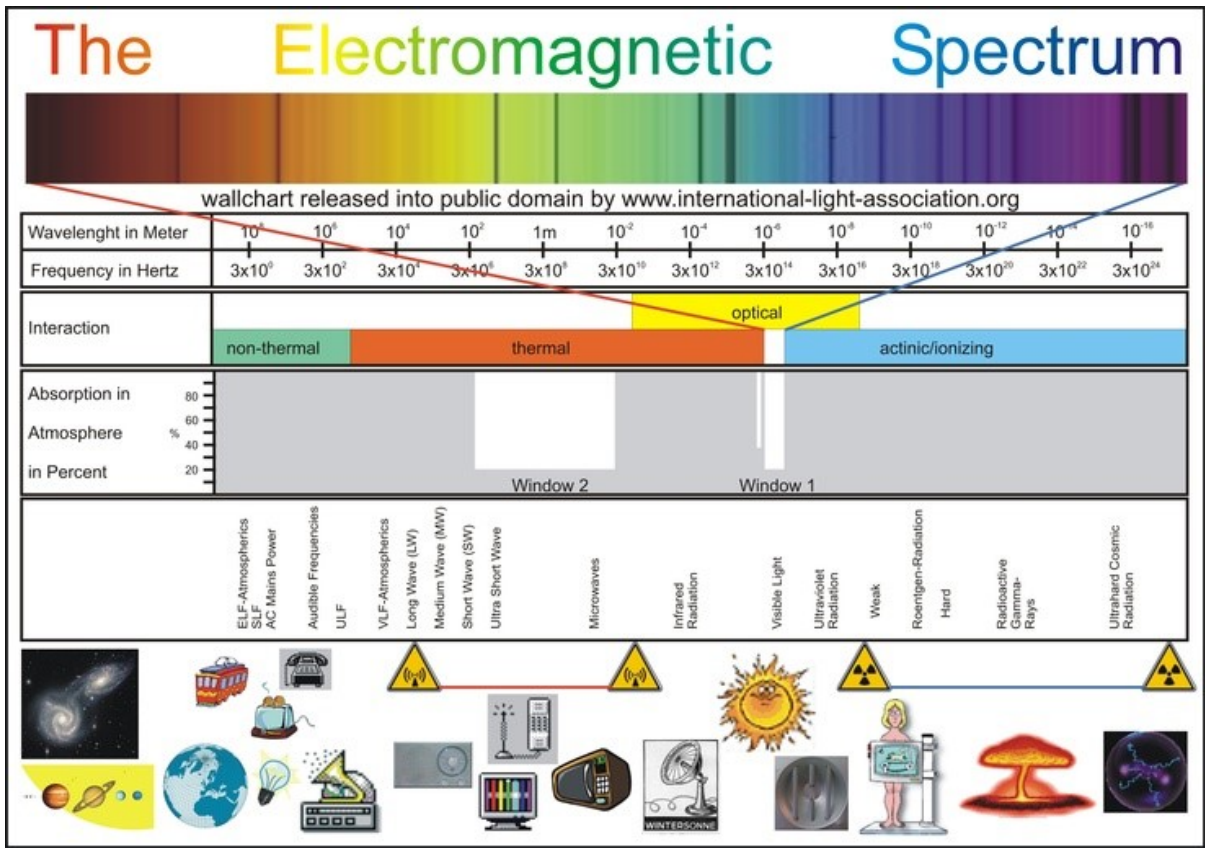 The Electromagnetic Spectrum
wallchart released into public domain by www.international-light-association.org
Wavelenght in Meter 10⁸ 10⁶ 10⁴ 10² 1m 10⁻² 10⁻⁴ 10⁻⁶ 10⁻⁸ 10⁻¹⁰ 10⁻¹² 10⁻¹⁴ 10⁻¹⁶
Frequency in Hertz 3x10⁰ 3x10² 3x10⁴ 3x10⁶ 3x10⁸ 3x10¹⁰ 3x10¹² 3x10¹⁴ 3x10¹⁶ 3x10¹⁸ 3x10²⁰ 3x10²² 3x10²⁴
Interaction
optical
non-thermal thermal actinic/ionizing
Absorption in
Atmosphere
in Percent
%
80
60
40
20
Window 2 Window 1
ELF-Atmospherics
SLF
AC Mains Power
Audible Frequencies
ULF
VLF-Atmospherics
Long Wave (LW)
Medium Wave (MW)
Short Wave (SW)
Ultra Short Wave
Microwaves
Infrared
Radiation
Visible Light
Ultraviolet
Radiation
Weak
Roentgen-Radiation
Hard
Radioactive
Gamma-
Rays
Ultrahard Cosmic
Radiation
WINTERSONNE